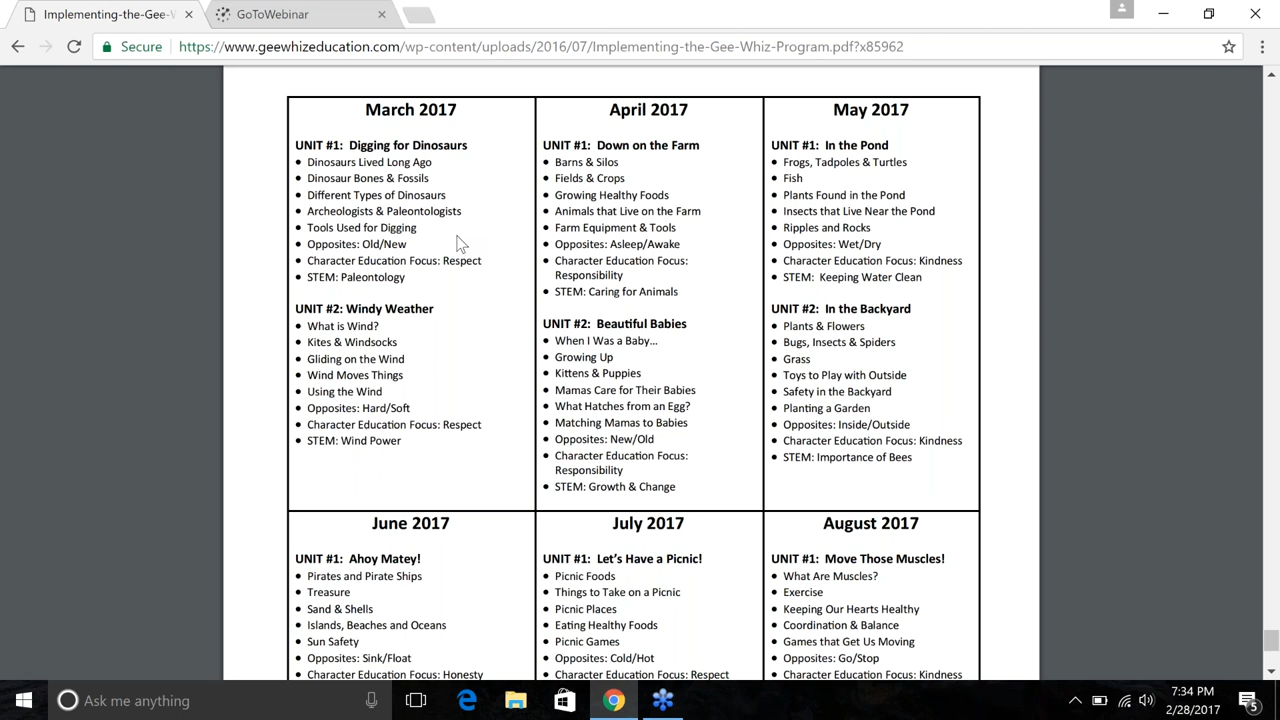 Implementing-the-Gee-W
GoToWebinar
Secure
https://www.geewhizeducation.com/wp-content/uploads/2016/07/Implementing-the-Gee-Whiz-Program.pdf?x85962
March 2017
UNIT #1: Digging for Dinosaurs
• Dinosaurs Lived Long Ago
• Dinosaur Bones & Fossils
• Different Types of Dinosaurs
• Archeologists & Paleontologists
• Tools Used for Digging
• Opposites: Old/New
• Character Education Focus: Respect
• STEM: Paleontology
UNIT #2: Windy Weather
• What is Wind?
• Kites & Windsocks
• Gliding on the Wind
• Wind Moves Things
• Using the Wind
• Opposites: Hard/Soft
• Character Education Focus: Respect
• STEM: Wind Power
April 2017
UNIT #1: Down on the Farm
• Barns & Silos
• Fields & Crops
• Growing Healthy Foods
• Animals that Live on the Farm
• Farm Equipment & Tools
• Opposites: Asleep/Awake
• Character Education Focus:
Responsibility
• STEM: Caring for Animals
UNIT #2: Beautiful Babies
• When I Was a Baby...
• Growing Up
• Kittens & Puppies
• Mamas Care for Their Babies
• What Hatches from an Egg?
• Matching Mamas to Babies
• Opposites: New/Old
• Character Education Focus:
Responsibility
• STEM: Growth & Change
May 2017
UNIT #1: In the Pond
• Frogs, Tadpoles & Turtles
• Fish
• Plants Found in the Pond
• Insects that Live Near the Pond
• Ripples and Rocks
• Opposites: Wet/Dry
• Character Education Focus: Kindness
• STEM: Keeping Water Clean
UNIT #2: In the Backyard
• Plants & Flowers
• Bugs, Insects & Spiders
• Grass
• Toys to Play with Outside
• Safety in the Backyard
• Planting a Garden
• Opposites: Inside/Outside
• Character Education Focus: Kindness
• STEM: Importance of Bees
June 2017
UNIT #1: Ahoy Matey!
• Pirates and Pirate Ships
• Treasure
• Sand & Shells
• Islands, Beaches and Oceans
• Sun Safety
• Opposites: Sink/Float
• Character Education Focus: Honesty
July 2017
UNIT #1: Let's Have a Picnic!
• Picnic Foods
• Things to Take on a Picnic
• Picnic Places
• Eating Healthy Foods
• Picnic Games
• Opposites: Cold/Hot
• Character Education Focus: Respect
August 2017
UNIT #1: Move Those Muscles!
• What Are Muscles?
• Exercise
• Keeping Our Hearts Healthy
• Coordination & Balance
• Games that Get Us Moving
• Opposites: Go/Stop
• Character Education Focus: Kindness
Ask me anything
7:34 PM
2/28/2017
5